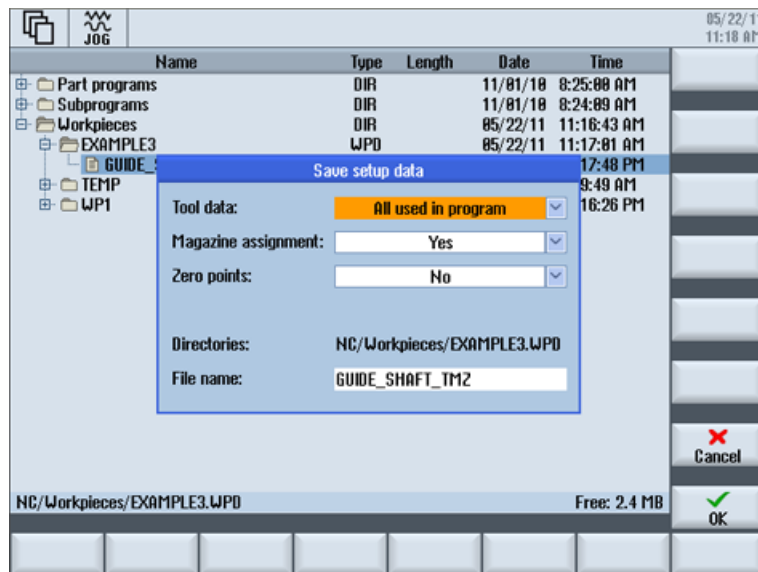 JOG
05/22/1
11:18 AM
Name Type Length Date Time
Part programs DIR 11/01/10 8:25:00 AM
Subprograms DIR 11/01/10 8:24:09 AM
Workpieces DIR 05/22/11 11:16:43 AM
EXAMPLE3 WPD 05/22/11 11:17:01 AM
GUIDE_S 17:48 PM
TEMP 9:49 AM
WP1 16:26 PM
Save setup data
Tool data: All used in program
Magazine assignment: Yes
Zero points: No
Directories: NC/Workpieces/EXAMPLE3.WPD
File name: GUIDE_SHAFT_TMZ
Cancel
NC/Workpieces/EXAMPLE3.WPD Free: 2.4 MB
OK